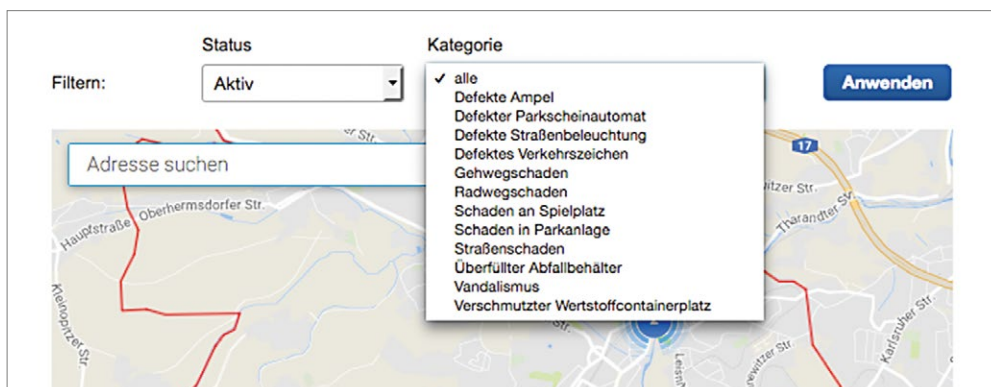 Status
Kategorie
Filtern:
Aktiv
✓ alle
Defekte Ampel
Defekter Parkscheinautomat
Defekte Straßenbeleuchtung
Defektes Verkehrszeichen
Gehwegschaden
Radwegschaden
Schaden an Spielplatz
Schaden in Parkanlage
Straßenschaden
Überfüllter Abfallbehälter
Vandalismus
Verschmutzter Wertstoffcontainerplatz
Anwenden
Adresse suchen
17
Oberhermsdorfer Str.
Hauptstraße
Tharandter Str.
Kleinopitzer Str.
Karlsruher Str.